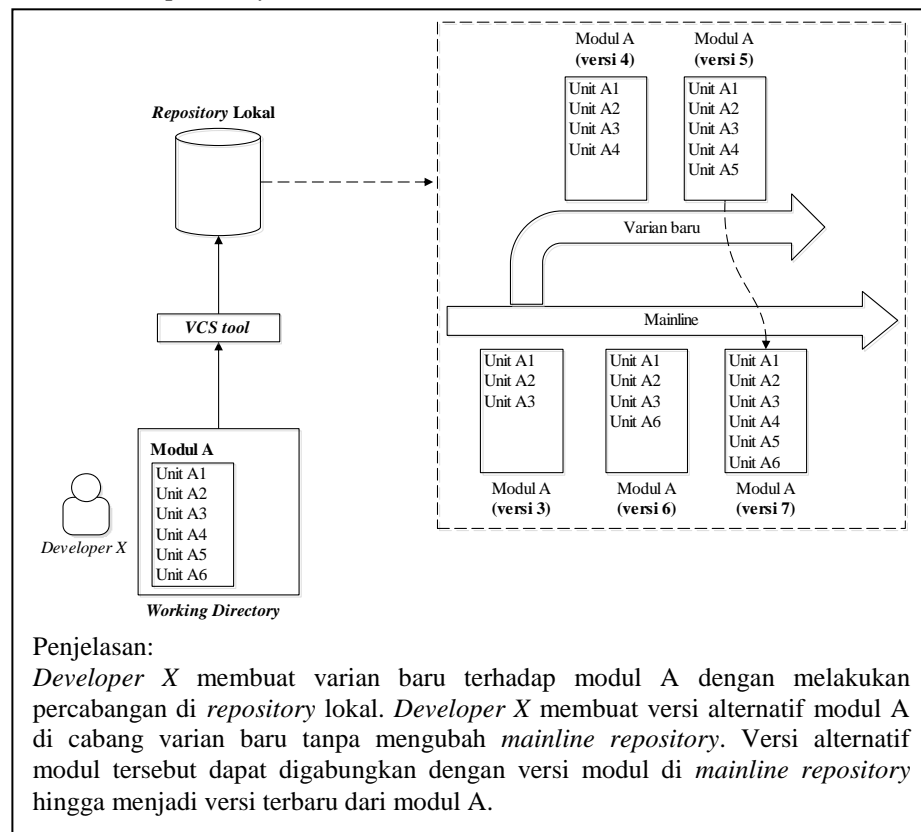 Modul A
(versi 4)
Modul A
(versi 5)
Unit A1
Unit A2
Unit A3
Unit A4
Unit A1
Unit A2
Unit A3
Unit A4
Unit A5
Repository Lokal
Varian baru
Mainline
VCS tool
Unit A1
Unit A2
Unit A3
Unit A1
Unit A2
Unit A3
Unit A6
Unit A1
Unit A2
Unit A3
Unit A4
Unit A5
Unit A6
Modul A
(versi 3)
Modul A
(versi 6)
Modul A
(versi 7)
Modul A
Unit A1
Unit A2
Unit A3
Unit A4
Unit A5
Unit A6
Developer X
Working Directory
Penjelasan:
Developer X membuat varian baru terhadap modul A dengan melakukan
percabangan di repository lokal. Developer X membuat versi alternatif modul A
di cabang varian baru tanpa mengubah mainline repository. Versi alternatif
modul tersebut dapat digabungkan dengan versi modul di mainline repository
hingga menjadi versi terbaru dari modul A.